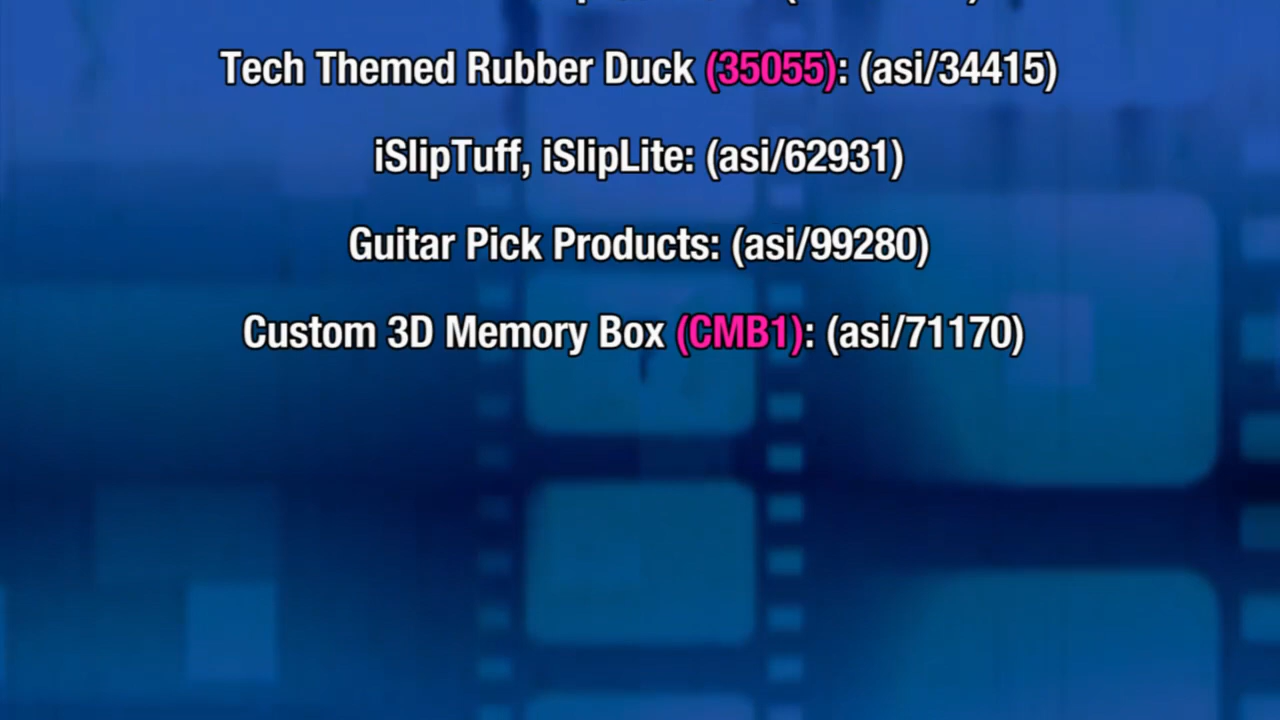 Tech Themed Rubber Duck (35055): (asi/34415)
iSlipTuff, iSlipLite: (asi/62931)
Guitar Pick Products: (asi/99280)
Custom 3D Memory Box (CMB1): (asi/71170)